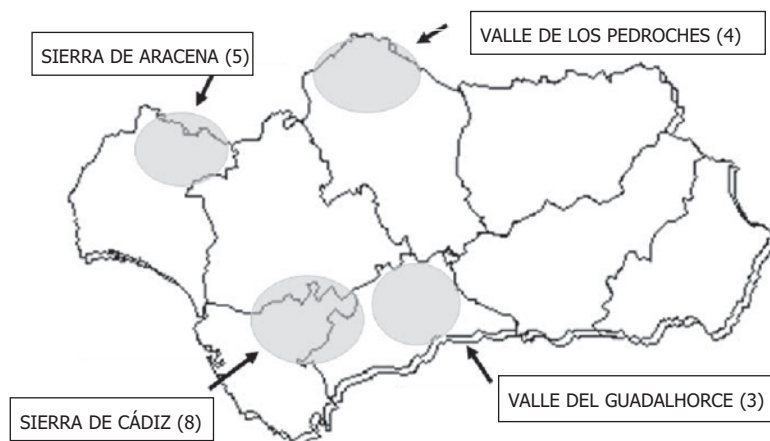 VALLE DE LOS PEDROCHES (4)
SIERRA DE ARACENA (5)
VALLE DEL GUADALHORCE (3)
SIERRA DE CÁDIZ (8)